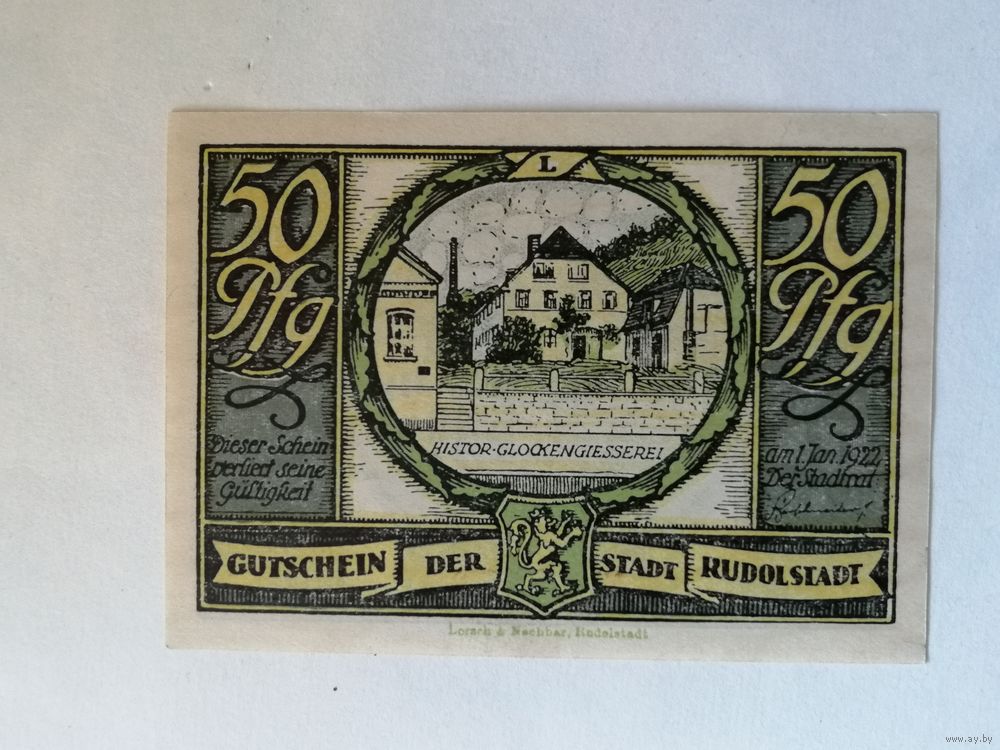 L
50
Pfg
50
Pfg
HISTOR·GLOCKENGIESSEREI
Dieser Schein
verliert seine
Gültigkeit
am 1. Jan. 1922
Der Stadtrat
GUTSCHEIN DER STADT RUDOLSTADT
Lorsch & Nachbar, Rudolstadt
www.ay.by